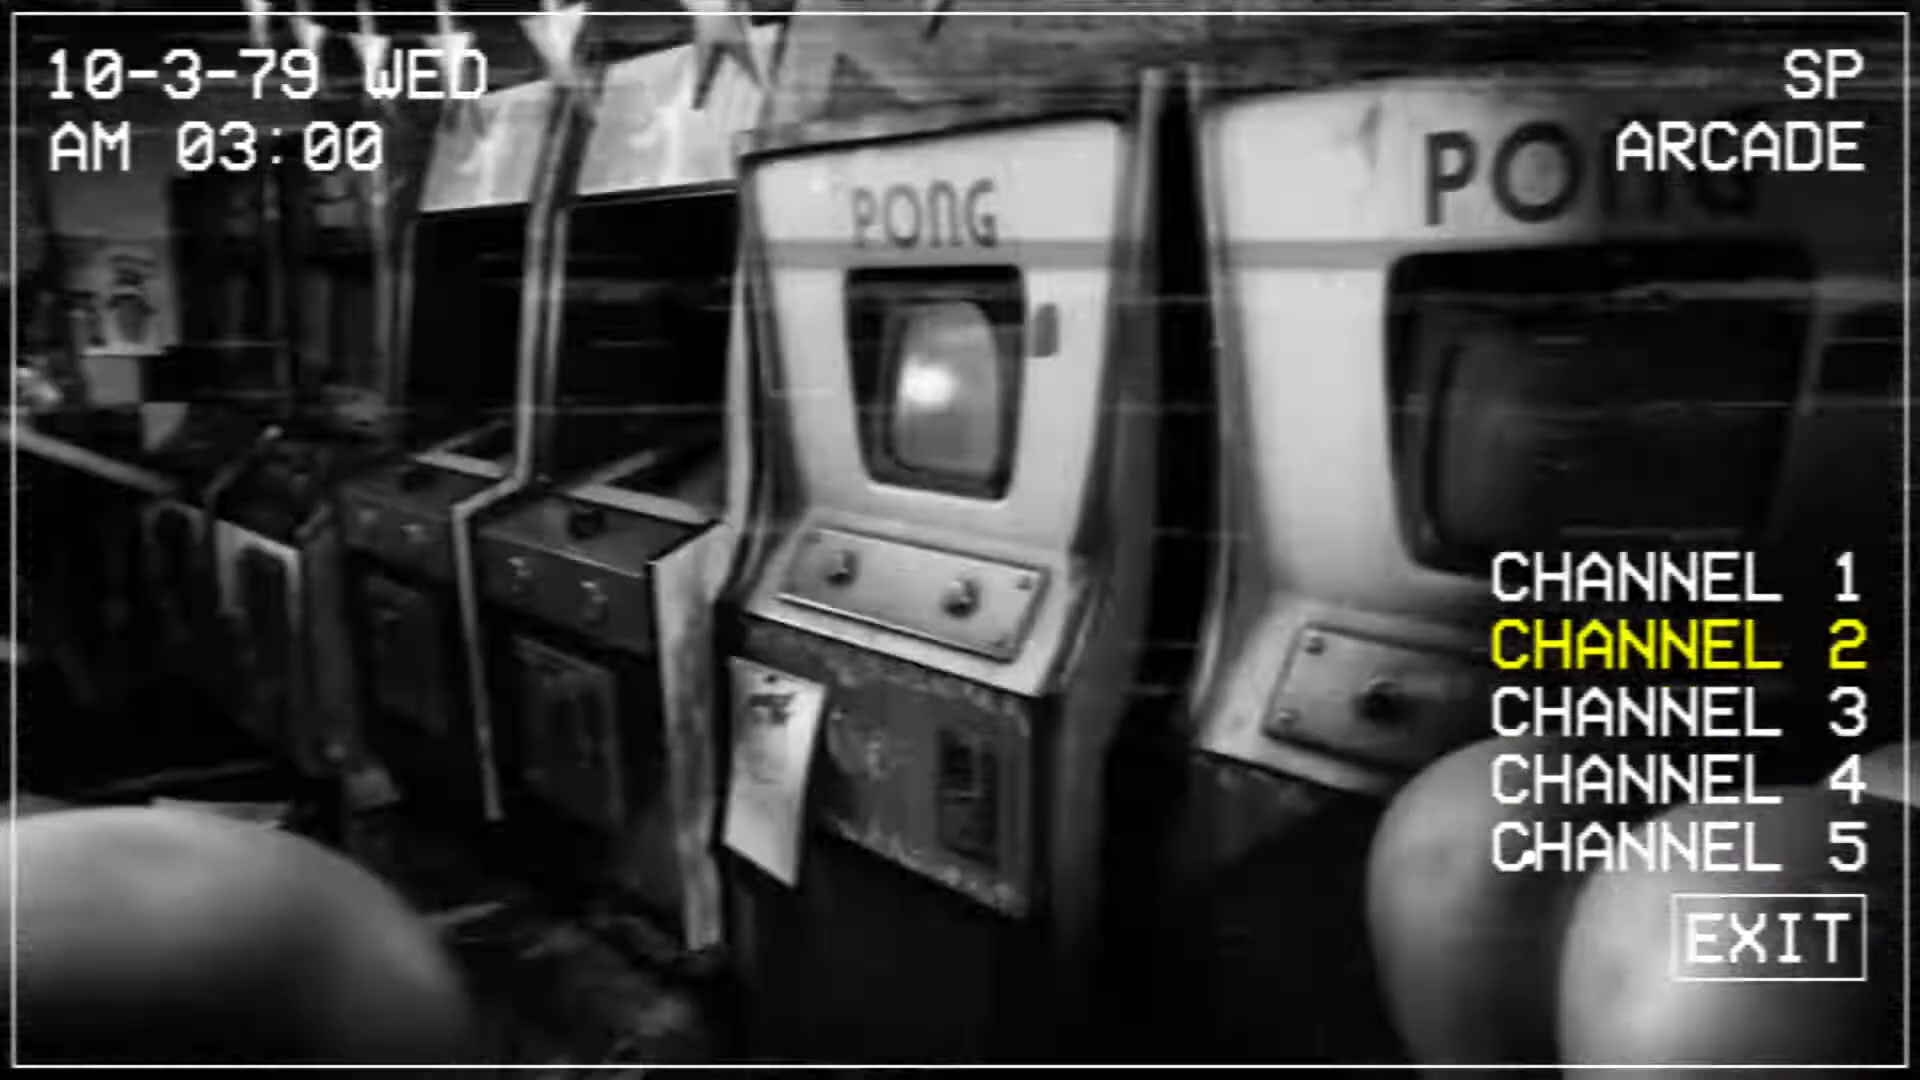 10-3-79 WED
AM 03:00
SP
ARCADE
PONG
PONG
CHANNEL 1
CHANNEL 2
CHANNEL 3
CHANNEL 4
CHANNEL 5
EXIT